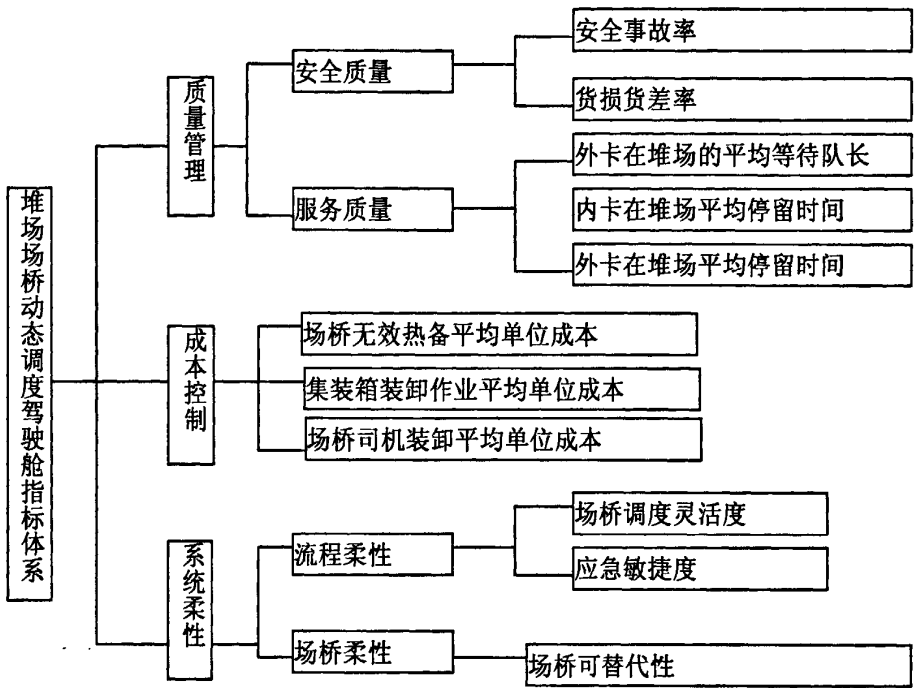 堆场场桥动态调度驾驶舱指标体系
质量管理
安全质量
安全事故率
货损货差率
服务质量
外卡在堆场的平均等待队长
内卡在堆场平均停留时间
外卡在堆场平均停留时间
成本控制
场桥无效热备平均单位成本
集装箱装卸作业平均单位成本
场桥司机装卸平均单位成本
系统柔性
流程柔性
场桥调度灵活度
应急敏捷度
场桥柔性
场桥可替代性